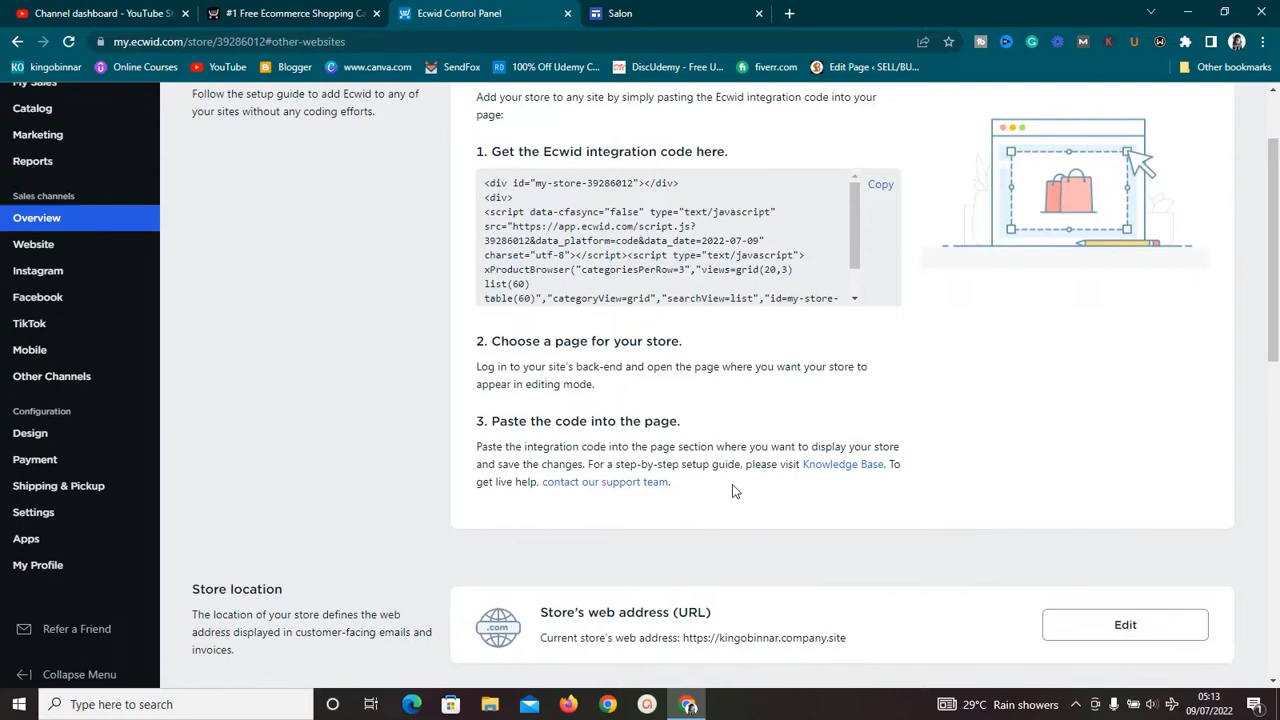 Channel dashboard - YouTube St
#1 Free Ecommerce Shopping Ca
Ecwid Control Panel
Salon
my.ecwid.com/store/39286012#other-websites
kingobinnar
Online Courses
YouTube
Blogger
www.canva.com
SendFox
100% Off Udemy C...
DiscUdemy - Free U...
fiverr.com
Edit Page ‹ SELL/BU...
Other bookmarks
My Sales
Catalog
Marketing
Reports
Sales channels
Overview
Website
Instagram
Facebook
TikTok
Mobile
Other Channels
Configuration
Design
Payment
Shipping & Pickup
Settings
Apps
My Profile
Refer a Friend
Collapse Menu
Follow the setup guide to add Ecwid to any of
your sites without any coding efforts.
Add your store to any site by simply pasting the Ecwid integration code into your
page:
1. Get the Ecwid integration code here.
<div id="my-store-39286012"></div>
<div>
<script data-cfasync="false" type="text/javascript"
src="https://app.ecwid.com/script.js?
39286012&data_platform=code&data_date=2022-07-09"
charset="utf-8"></script><script type="text/javascript">
xProductBrowser("categoriesPerRow=3","views=grid(20,3)
list(60)
table(60)","categoryView=grid","searchView=list","id=my-store-
Copy
2. Choose a page for your store.
Log in to your site's back-end and open the page where you want your store to
appear in editing mode.
3. Paste the code into the page.
Paste the integration code into the page section where you want to display your store
and save the changes. For a step-by-step setup guide, please visit Knowledge Base. To
get live help, contact our support team.
Store location
The location of your store defines the web
address displayed in customer-facing emails and
invoices.
.com
Store's web address (URL)
Current store's web address: https://kingobinnar.company.site
Edit
Type here to search
29°C Rain showers
05:13
09/07/2022